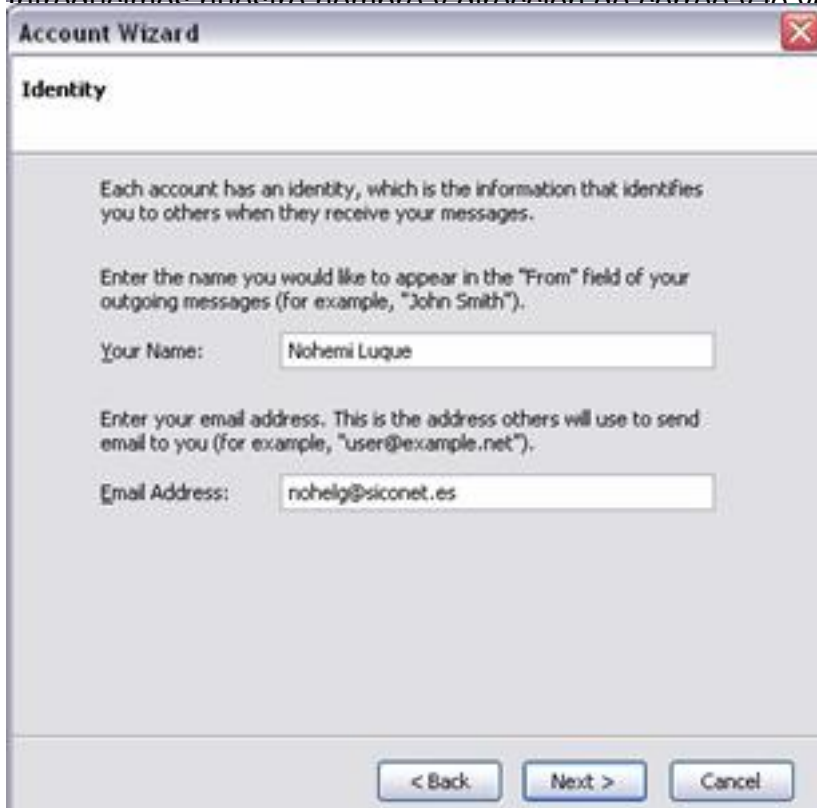 Account Wizard
Identity
Each account has an identity, which is the information that identifies
you to others when they receive your messages.
Enter the name you would like to appear in the "From" field of your
outgoing messages (for example, "John Smith").
Your Name: Nohemi Luque
Enter your email address. This is the address others will use to send
email to you (for example, "user@example.net").
Email Address: nohelg@siconet.es
< Back Next > Cancel